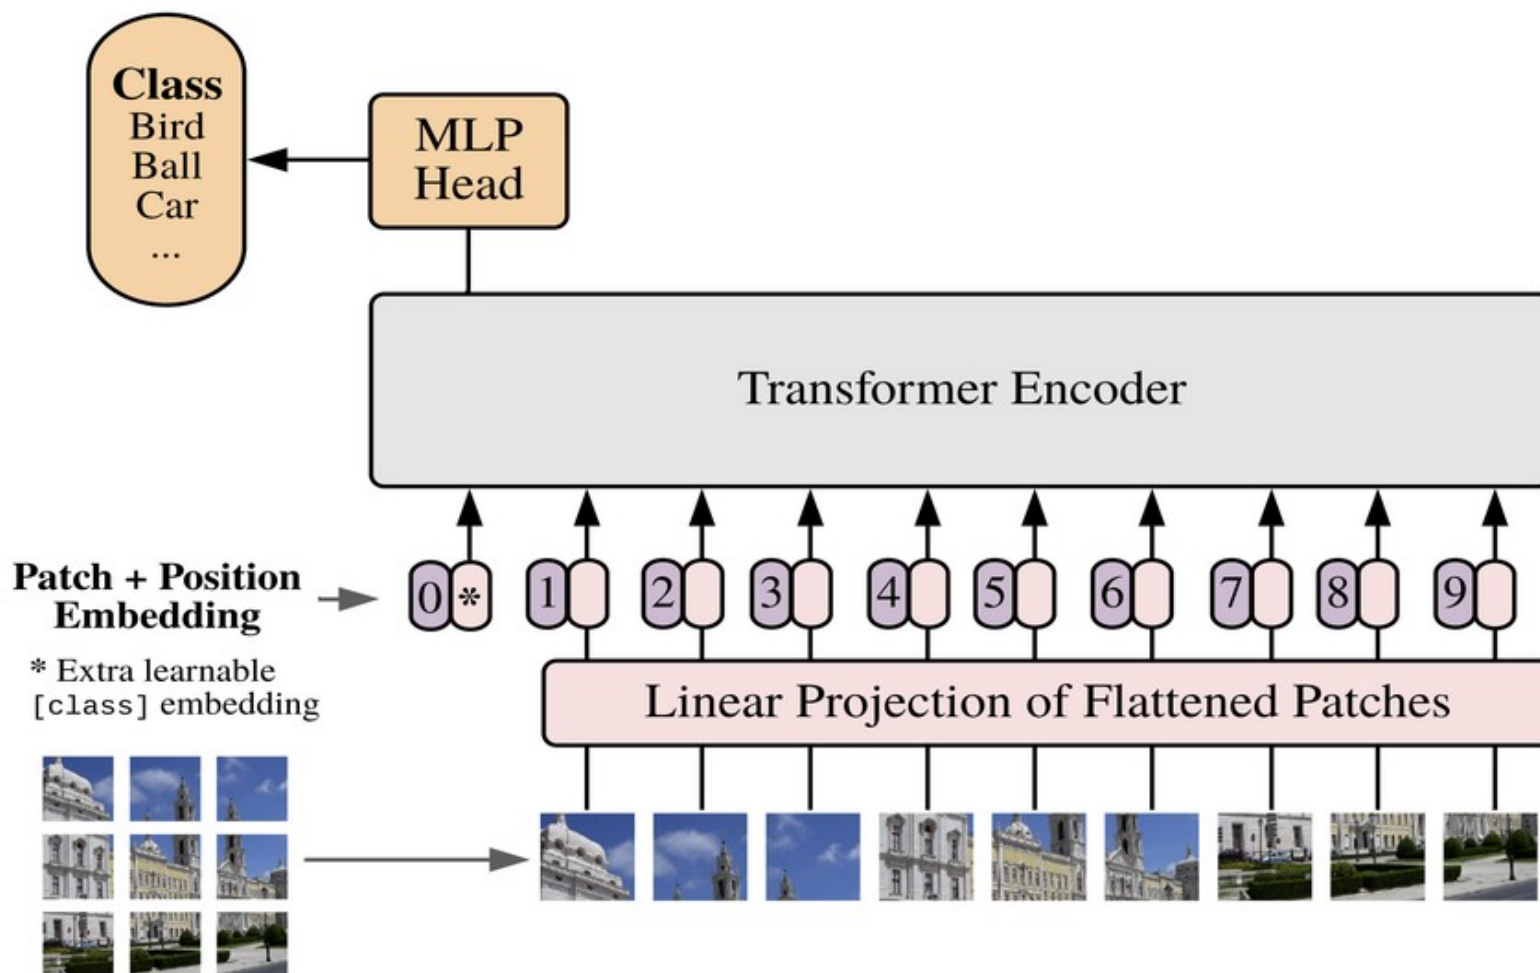 Class
Bird
Ball
Car
...
MLP
Head
Transformer Encoder
Patch + Position
Embedding
0 * 1 2 3 4 5 6 7 8 9
* Extra learnable
[class] embedding
Linear Projection of Flattened Patches